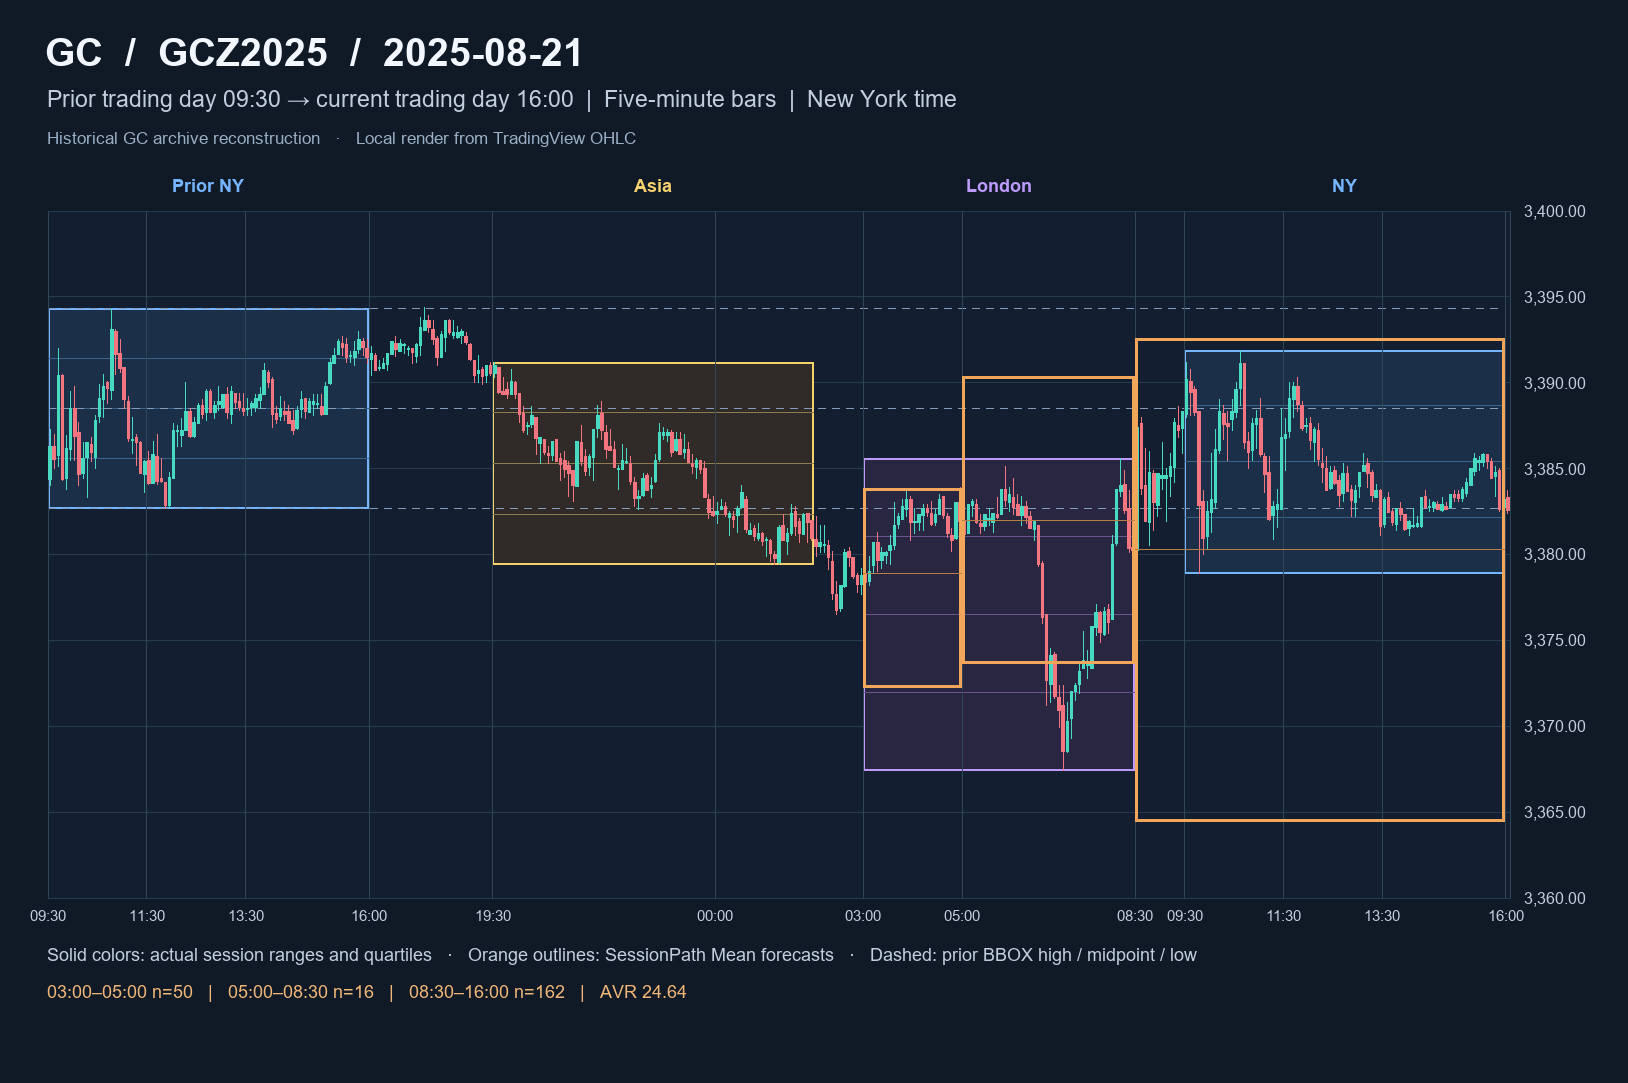 GC / GCZ2025 / 2025-08-21
Prior trading day 09:30 → current trading day 16:00 | Five-minute bars | New York time
Historical GC archive reconstruction · Local render from TradingView OHLC
Prior NY Asia London NY
3,400.00
3,395.00
3,390.00
3,385.00
3,380.00
3,375.00
3,370.00
3,365.00
3,360.00
09:30 11:30 13:30 16:00 19:30 00:00 03:00 05:00 08:30 09:30 11:30 13:30 16:00
Solid colors: actual session ranges and quartiles · Orange outlines: SessionPath Mean forecasts · Dashed: prior BBOX high / midpoint / low
03:00–05:00 n=50 | 05:00–08:30 n=16 | 08:30–16:00 n=162 | AVR 24.64